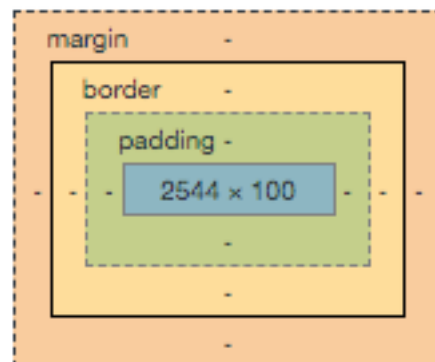 margin -
border -
padding -
- - - 2544 × 100 - - -
-
-
-